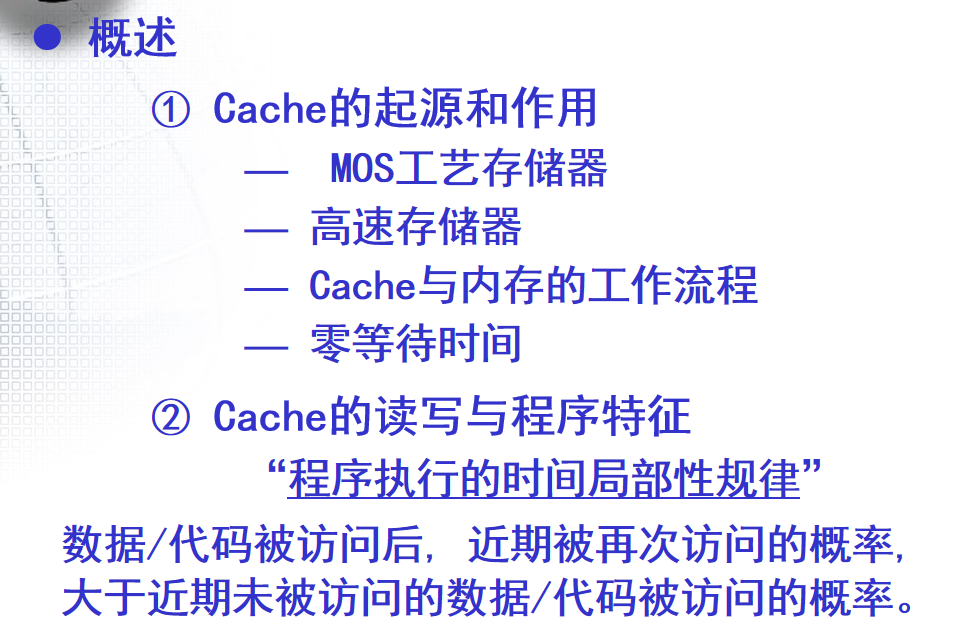 ● 概述
① Cache的起源和作用
— MOS工艺存储器
— 高速存储器
— Cache与内存的工作流程
— 零等待时间
② Cache的读写与程序特征
“程序执行的时间局部性规律”
数据/代码被访问后, 近期被再次访问的概率,
大于近期未被访问的数据/代码被访问的概率。